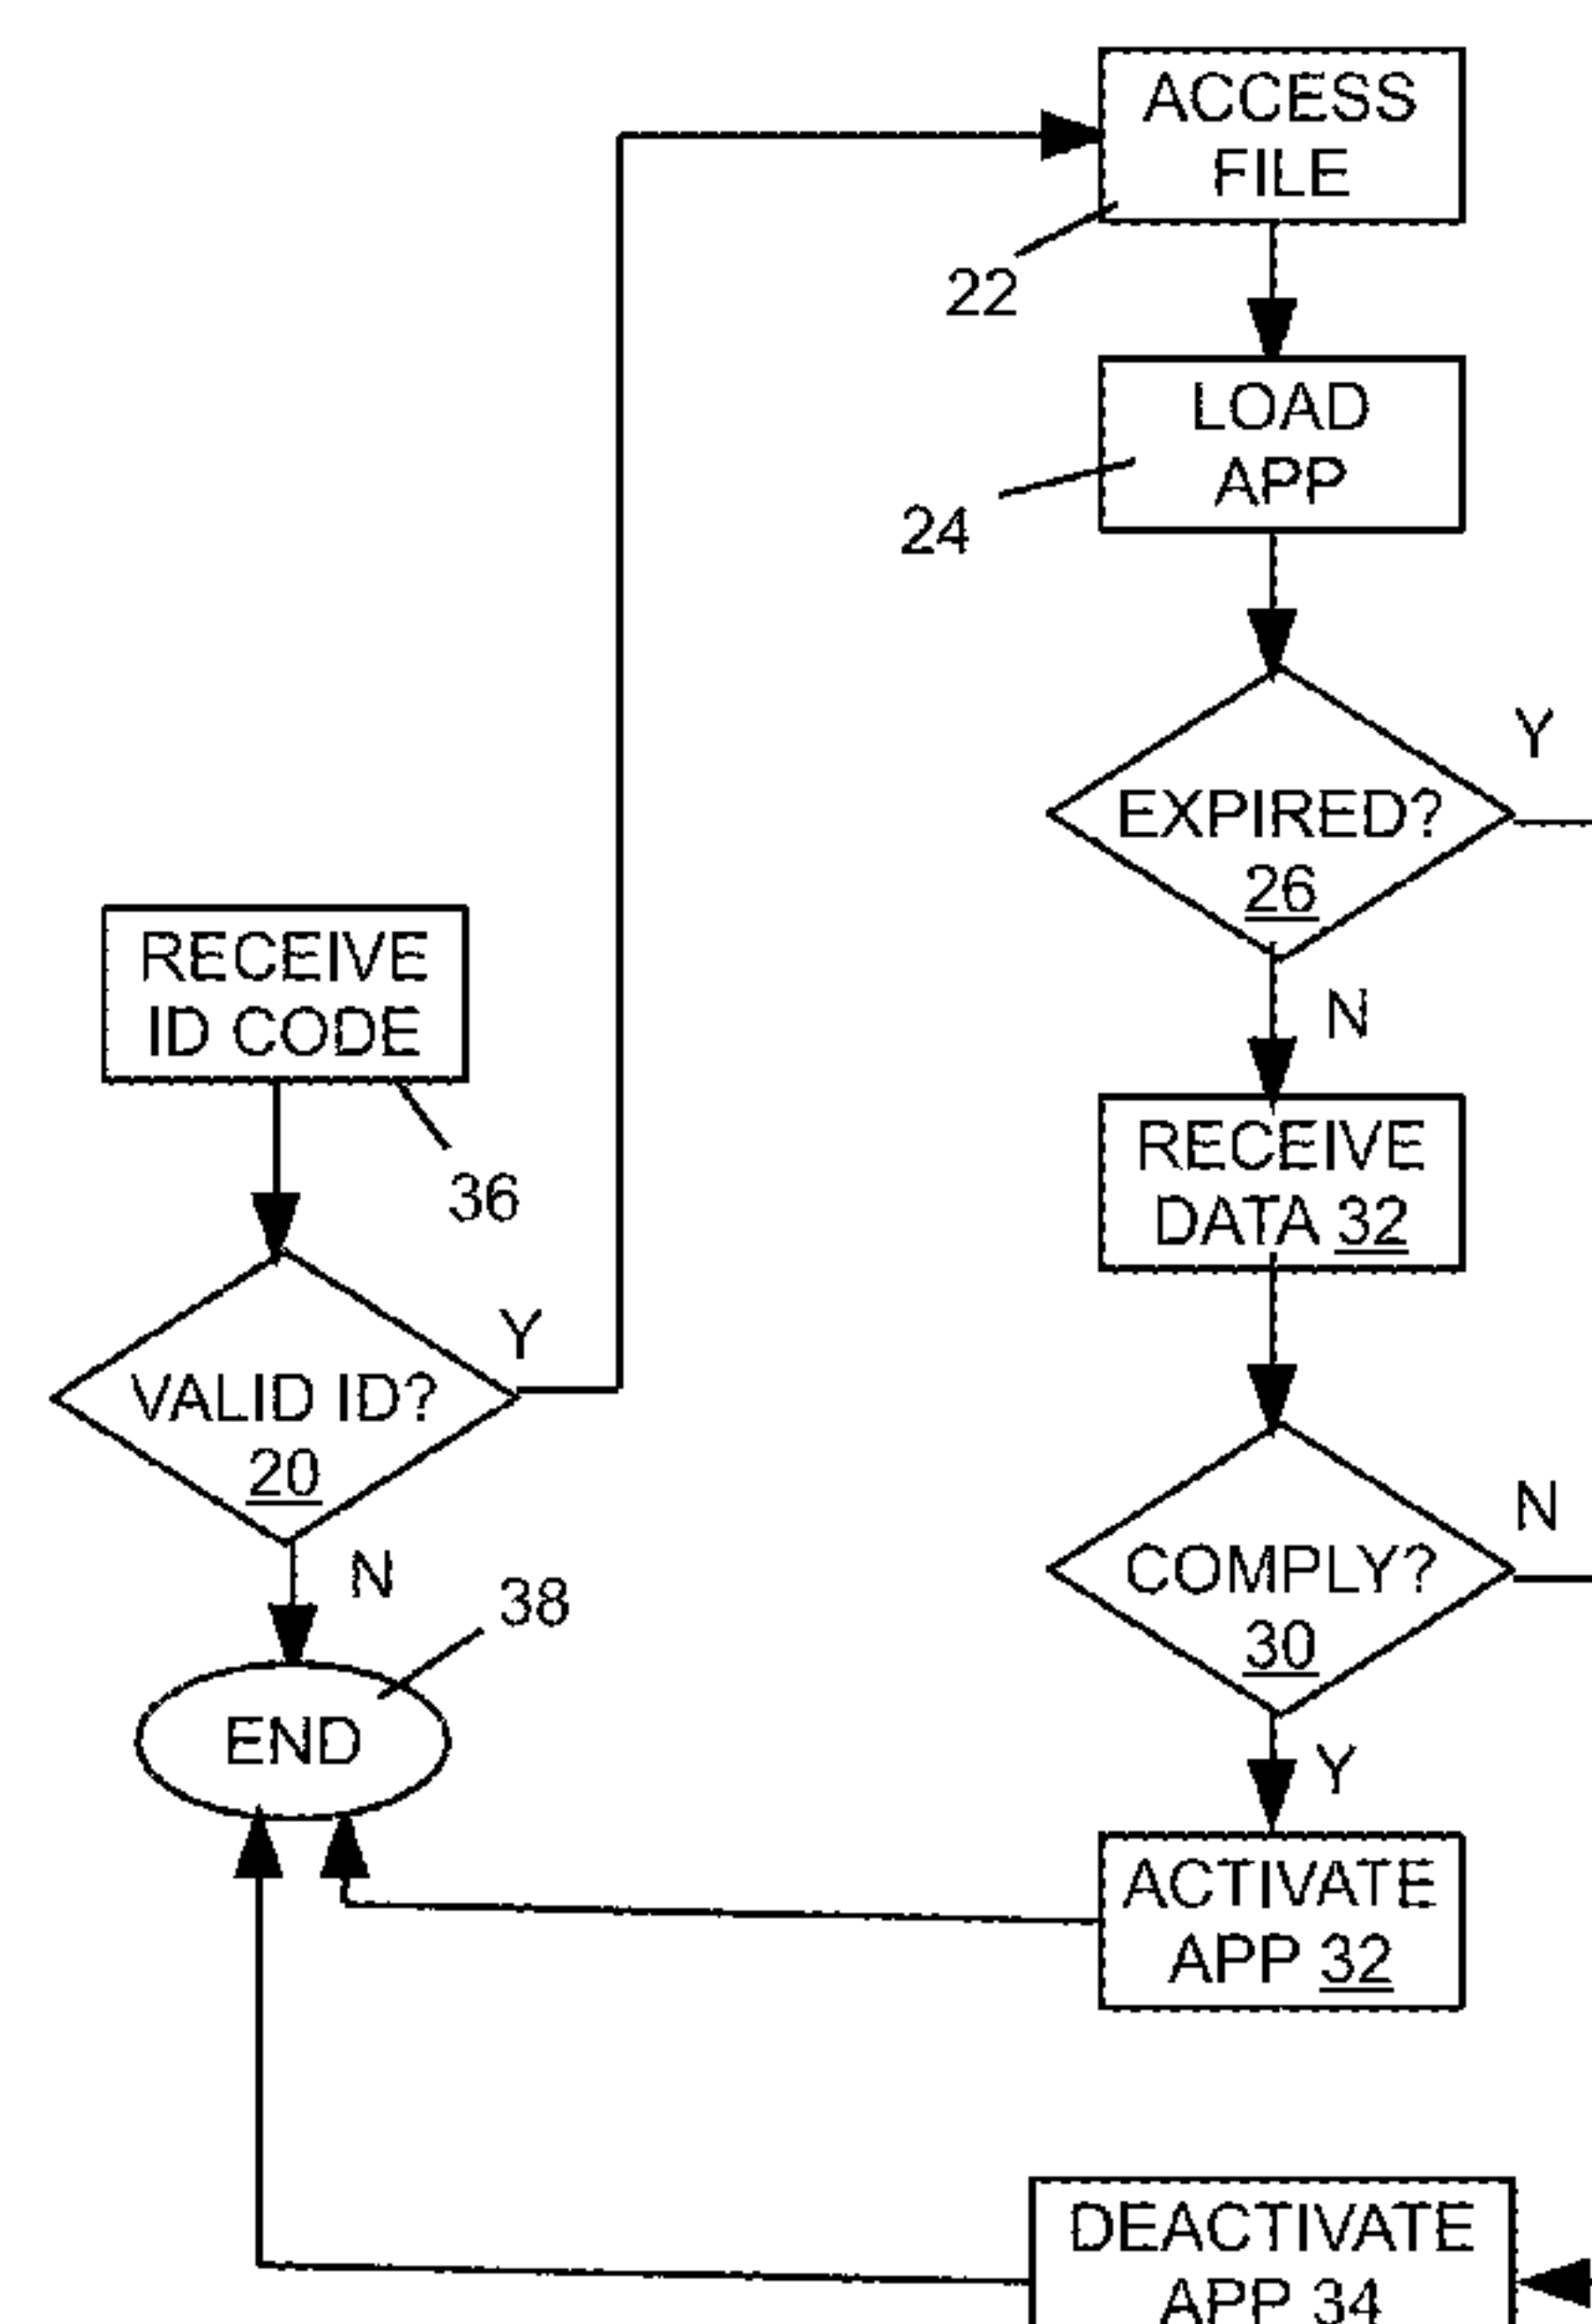 ACCESS
FILE
22
LOAD
APP
24
Y
EXPIRED?
26
N
RECEIVE
ID CODE
36
RECEIVE
DATA 32
Y
VALID ID?
20
N
38
END
N
COMPLY?
30
Y
ACTIVATE
APP 32
DEACTIVATE
APP 34